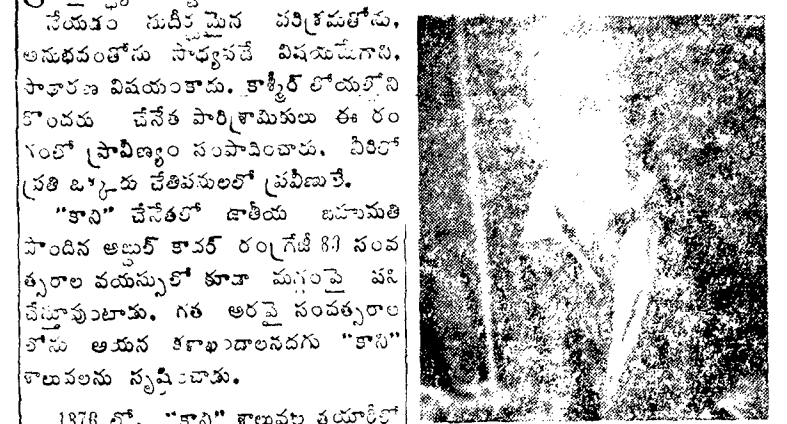 నేయడం సుదీర్ఘమైన పరిశ్రమతోను,
అనుభవంతోను సాధ్యపడే విషయమేగాని,
సాధారణ విషయంకాదు. కాశ్మీర్ లోయల్లోని
కొందరు చేనేత పారిశ్రామికులు ఈ రం
గంలో ప్రావీణ్యం సంపాదించారు. వీరిలో
ప్రతి ఒక్కరు చేతిపనులలో ప్రవీణులే.
"కాని" చేనేతలో జాతీయ బహుమతి
పొందిన అబ్దుల్ కాదర్ రంగ్రేజీ 80 సంవ
త్సరాల వయస్సులో కూడా మగ్గంపై పని
చేస్తూవుంటాడు. గత అరవై సంవత్సరాల
లోను ఆయన కళాఖండాలనదగు "కాని"
శాలువలను సృష్టించాడు.
1876 లో, "కాని" శాలువల తయారీలో